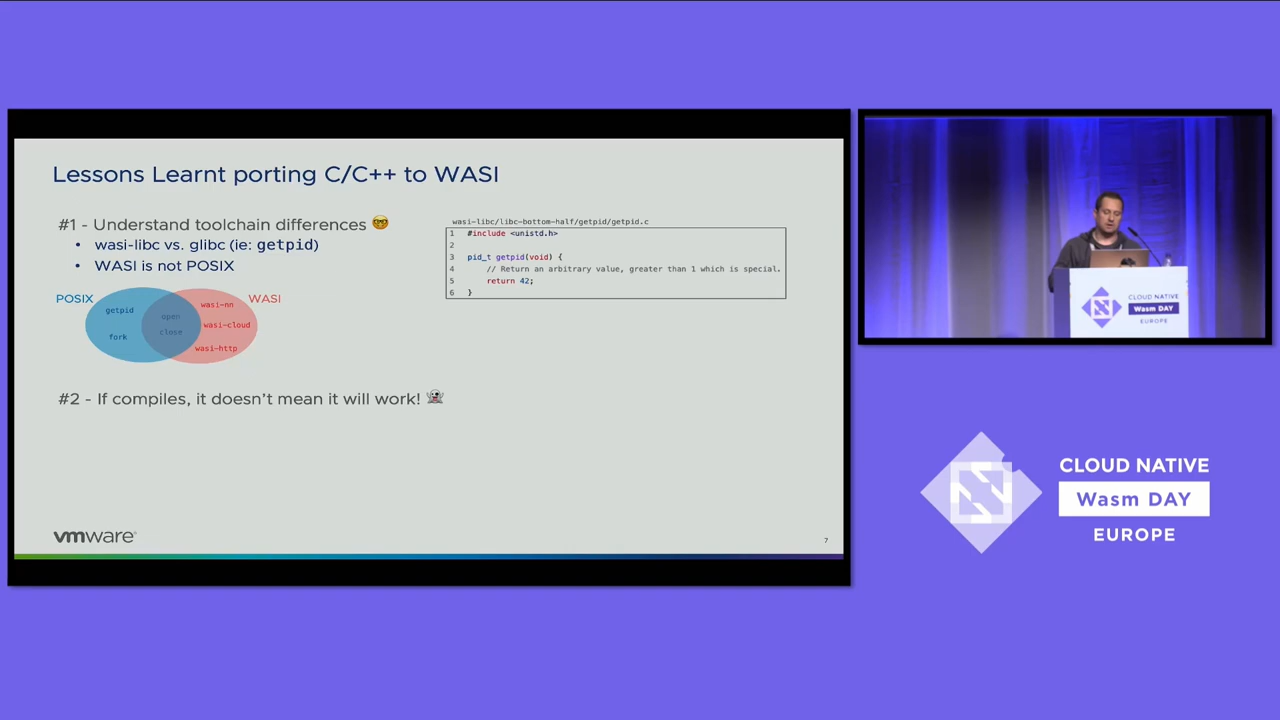 Lessons Learnt porting C/C++ to WASI
#1 - Understand toolchain differences
• wasi-libc vs. glibc (ie: getpid)
• WASI is not POSIX
POSIX
WASI
getpid
fork
open
close
wasi-nn
wasi-cloud
wasi-http
wasi-libc/libc-bottom-half/getpid/getpid.c
1 #include <unistd.h>
2
3 pid_t getpid(void) {
4 // Return an arbitrary value, greater than 1 which is special.
5 return 42;
6 }
#2 - If compiles, it doesn't mean it will work!
vmware®
7
CLOUD NATIVE
Wasm DAY
EUROPE
CLOUD NATIVE
Wasm DAY
EUROPE